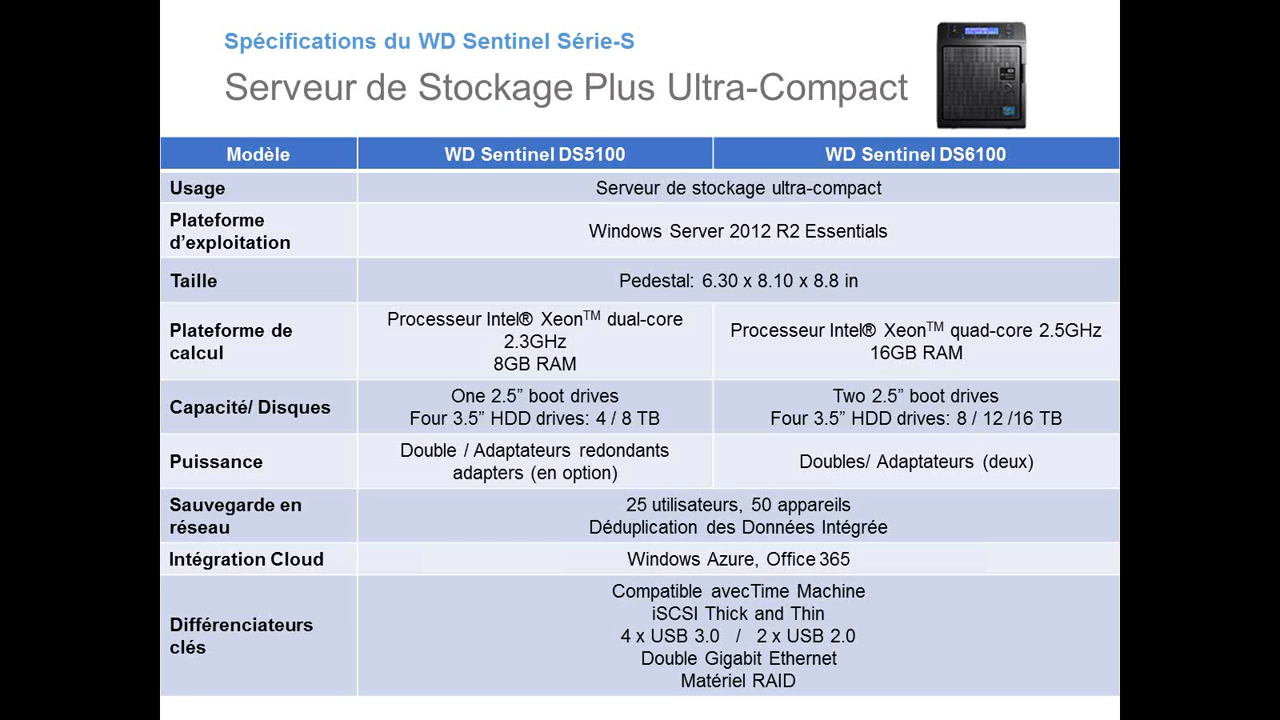 Spécifications du WD Sentinel Série-S
Serveur de Stockage Plus Ultra-Compact
Modèle
WD Sentinel DS5100
WD Sentinel DS6100
Usage
Serveur de stockage ultra-compact
Plateforme
d’exploitation
Windows Server 2012 R2 Essentials
Taille
Pedestal: 6.30 x 8.10 x 8.8 in
Plateforme de
calcul
Processeur Intel® Xeon™ dual-core
2.3GHz
8GB RAM
Processeur Intel® Xeon™ quad-core 2.5GHz
16GB RAM
Capacité/ Disques
One 2.5” boot drives
Four 3.5” HDD drives: 4 / 8 TB
Two 2.5” boot drives
Four 3.5” HDD drives: 8 / 12 /16 TB
Puissance
Double / Adaptateurs redondants
adapters (en option)
Doubles/ Adaptateurs (deux)
Sauvegarde en
réseau
25 utilisateurs, 50 appareils
Déduplication des Données Intégrée
Intégration Cloud
Windows Azure, Office 365
Différenciateurs
clés
Compatible avecTime Machine
iSCSI Thick and Thin
4 x USB 3.0 / 2 x USB 2.0
Double Gigabit Ethernet
Matériel RAID